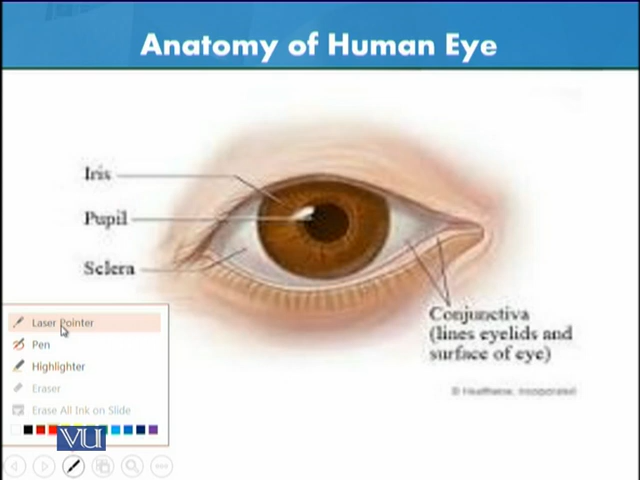 Anatomy of Human Eye
Iris
Pupil
Sclera
Conjunctiva
(lines eyelids and
surface of eye)
© Healthwise, Incorporated
Laser Pointer
Pen
Highlighter
Eraser
Erase All Ink on Slide
VU